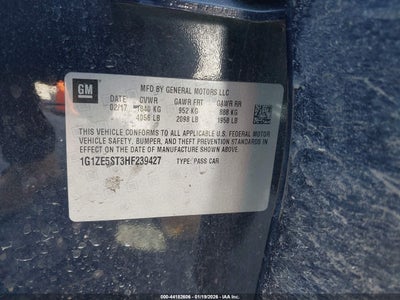 GM
MFD BY GENERAL MOTORS LLC
DATE GVWR GAWR FRT GAWR RR
02/17 1840 KG 952 KG 888 KG
4056 LB 2098 LB 1958 LB
THIS VEHICLE CONFORMS TO ALL APPLICABLE U.S. FEDERAL MOTOR
VEHICLE SAFETY, BUMPER, AND THEFT PREVENTION STANDARDS IN
EFFECT ON THE DATE OF MANUFACTURE SHOWN ABOVE.
1G1ZE5ST3HF239427 TYPE: PASS CAR
000-44182606 - 01/19/2026 - IAA Inc.